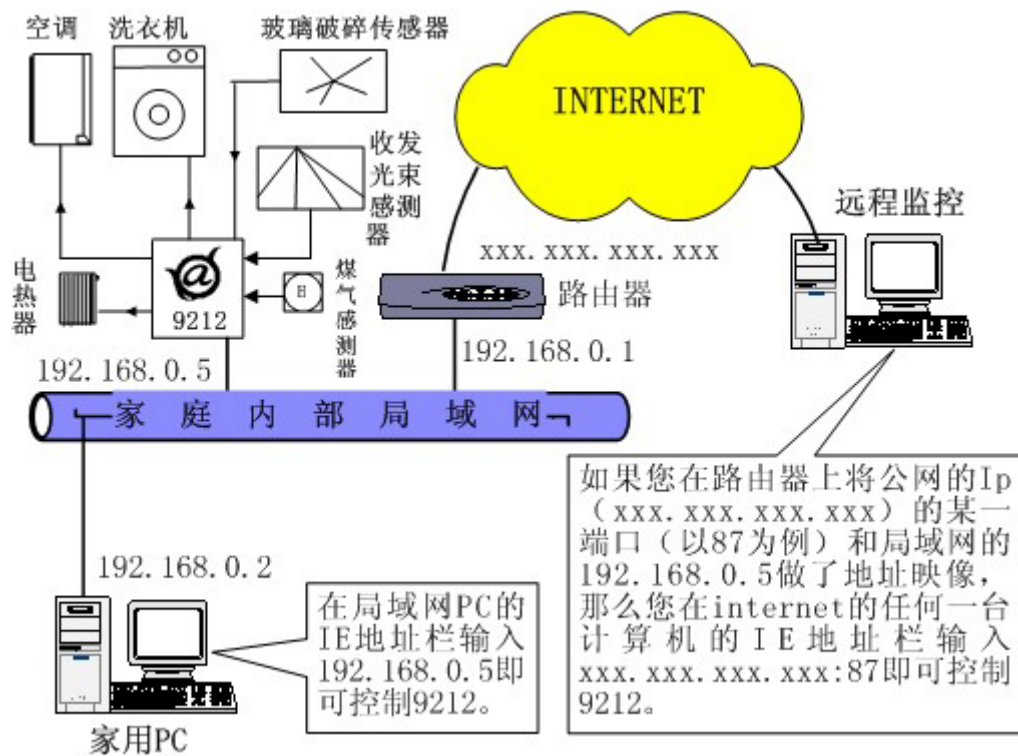 空调
洗衣机
玻璃破碎传感器
INTERNET
收发
光束
感测
器
远程监控
电
热
器
@
9212
H
煤
气
感
测
器
xxx.xxx.xxx.xxx
路由器
192.168.0.5
192.168.0.1
家庭内部局域网
如果您在路由器上将公网的Ip
（xxx.xxx.xxx.xxx）的某一
端口（以87为例）和局域网的
192.168.0.5做了地址映像，
那么您在internet的任何一台
计算机的IE地址栏输入
xxx.xxx.xxx.xxx:87即可控制
9212。
192.168.0.2
在局域网PC的
IE地址栏输入
192.168.0.5即
可控制9212。
家用PC